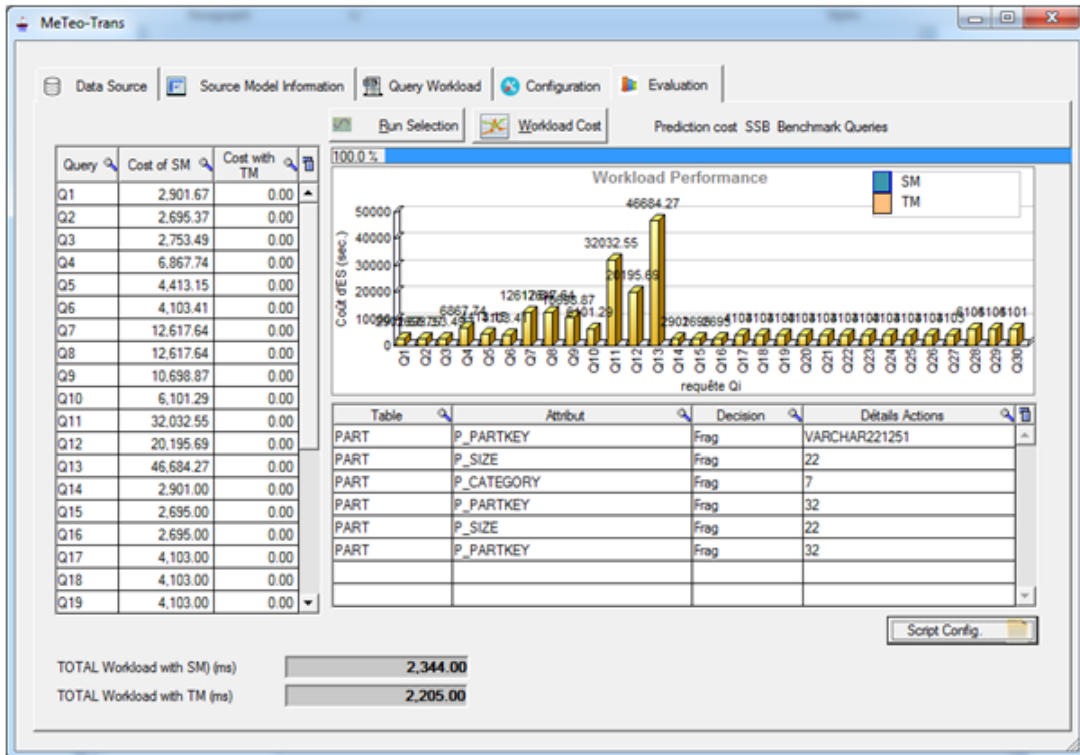 MeTeo-Trans
Data Source Source Model Information Query Workload Configuration Evaluation
Run Selection Workload Cost Prediction cost SSB Benchmark Queries
Query Cost of SM Cost with TM
Q1 2,901.67 0.00
Q2 2,695.37 0.00
Q3 2,753.49 0.00
Q4 6,867.74 0.00
Q5 4,413.15 0.00
Q6 4,103.41 0.00
Q7 12,617.64 0.00
Q8 12,617.64 0.00
Q9 10,698.87 0.00
Q10 6,101.29 0.00
Q11 32,032.55 0.00
Q12 20,195.69 0.00
Q13 46,684.27 0.00
Q14 2,901.00 0.00
Q15 2,695.00 0.00
Q16 2,695.00 0.00
Q17 4,103.00 0.00
Q18 4,103.00 0.00
Q19 4,103.00 0.00
100.0 %
Workload Performance
SM
TM
Coût d'ES (sec.)
50000
40000
30000
20000
10000
0
46684.27
32032.55
20195.69
6101.29
Q1 Q2 Q3 Q4 Q5 Q6 Q7 Q8 Q9 Q10 Q11 Q12 Q13 Q14 Q15 Q16 Q17 Q18 Q19 Q20 Q21 Q22 Q23 Q24 Q25 Q26 Q27 Q28 Q29 Q30
requête Qi
Table Attribut Decision Détails Actions
PART P_PARTKEY Frag VARCHAR221251
PART P_SIZE Frag 22
PART P_CATEGORY Frag 7
PART P_PARTKEY Frag 32
PART P_SIZE Frag 22
PART P_PARTKEY Frag 32
Script Config.
TOTAL Workload with SM) (ms) 2,344.00
TOTAL Workload with TM (ms) 2,205.00